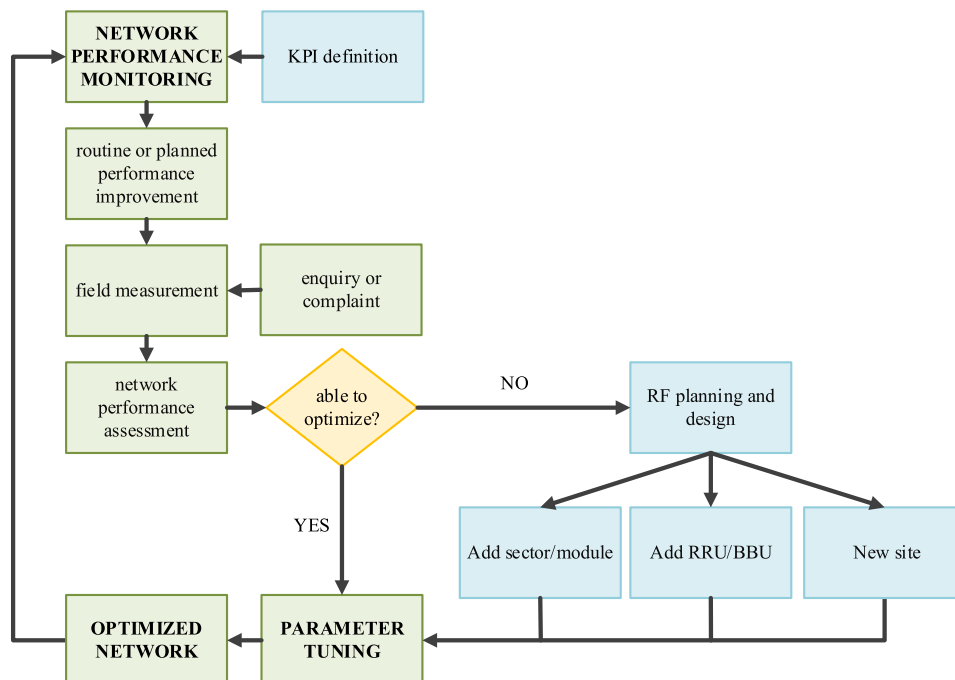 NETWORK
PERFORMANCE
MONITORING
KPI definition
routine or planned
performance
improvement
field measurement
enquiry or
complaint
network
performance
assessment
able to
optimize?
NO
RF planning and
design
YES
Add sector/module
Add RRU/BBU
New site
OPTIMIZED
NETWORK
PARAMETER
TUNING